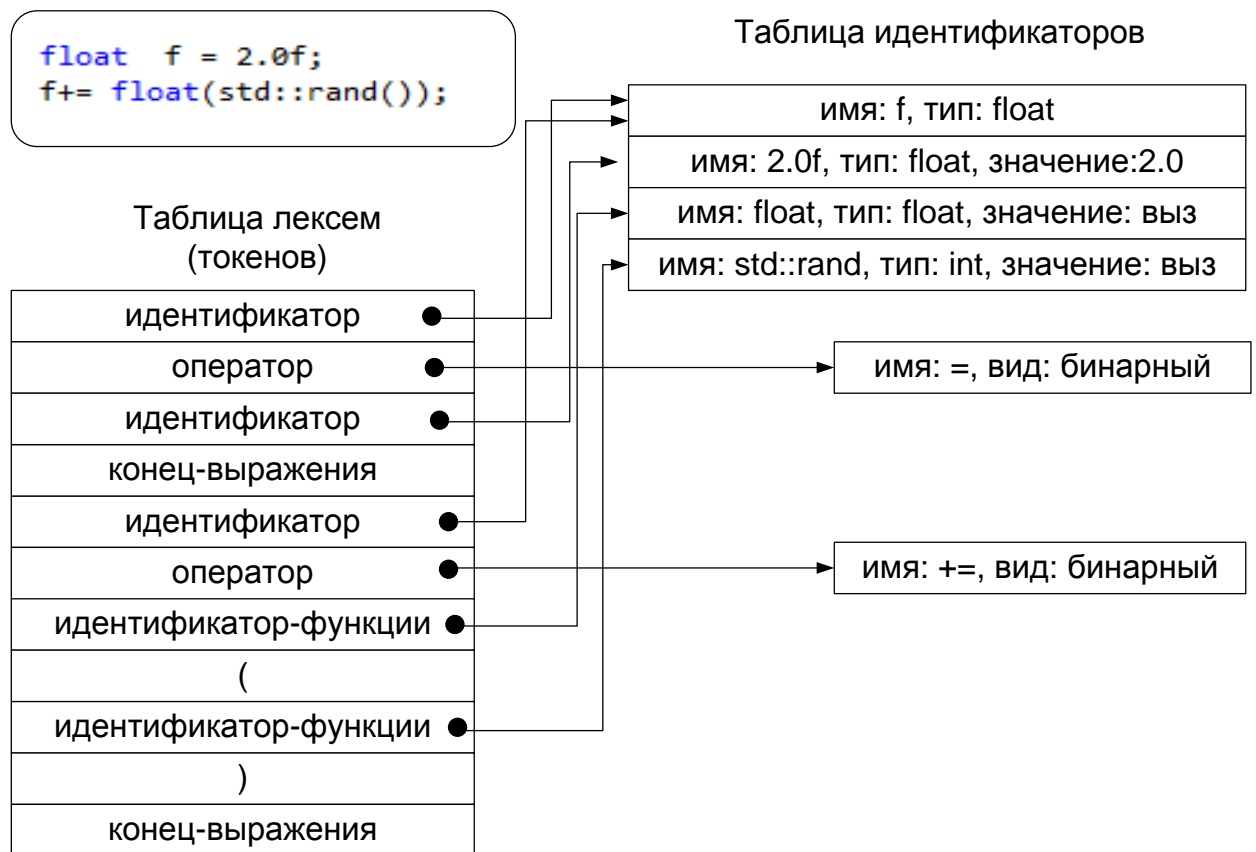 float f = 2.0f;
f+= float(std::rand());
Таблица идентификаторов
имя: f, тип: float
имя: 2.0f, тип: float, значение:2.0
имя: float, тип: float, значение: выз
имя: std::rand, тип: int, значение: выз
Таблица лексем
(токенов)
идентификатор
оператор
идентификатор
конец-выражения
идентификатор
оператор
идентификатор-функции
(
идентификатор-функции
)
конец-выражения
имя: =, вид: бинарный
имя: +=, вид: бинарный